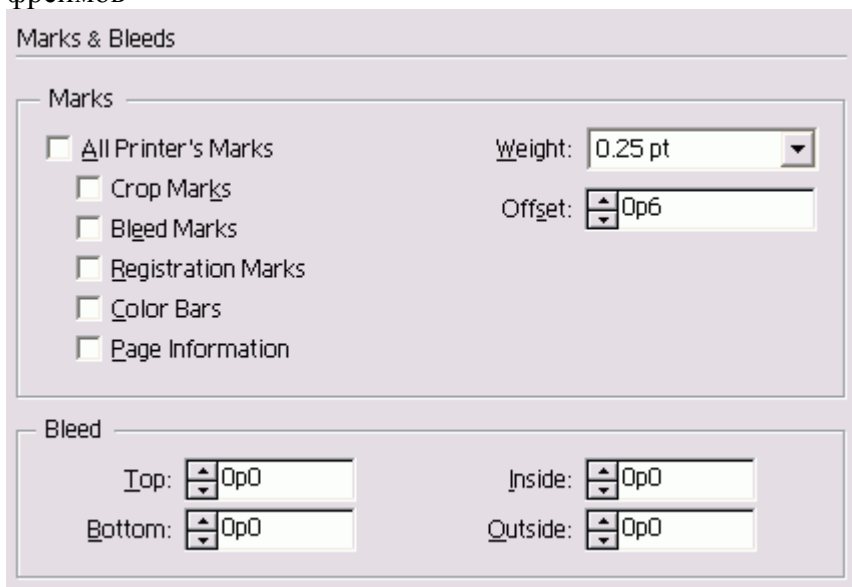 фреймов
Marks & Bleeds
Marks
All Printer's Marks
Weight: 0.25 pt
Crop Marks
Offset: 0p6
Bleed Marks
Registration Marks
Color Bars
Page Information
Bleed
Top: 0p0 Inside: 0p0
Bottom: 0p0 Outside: 0p0